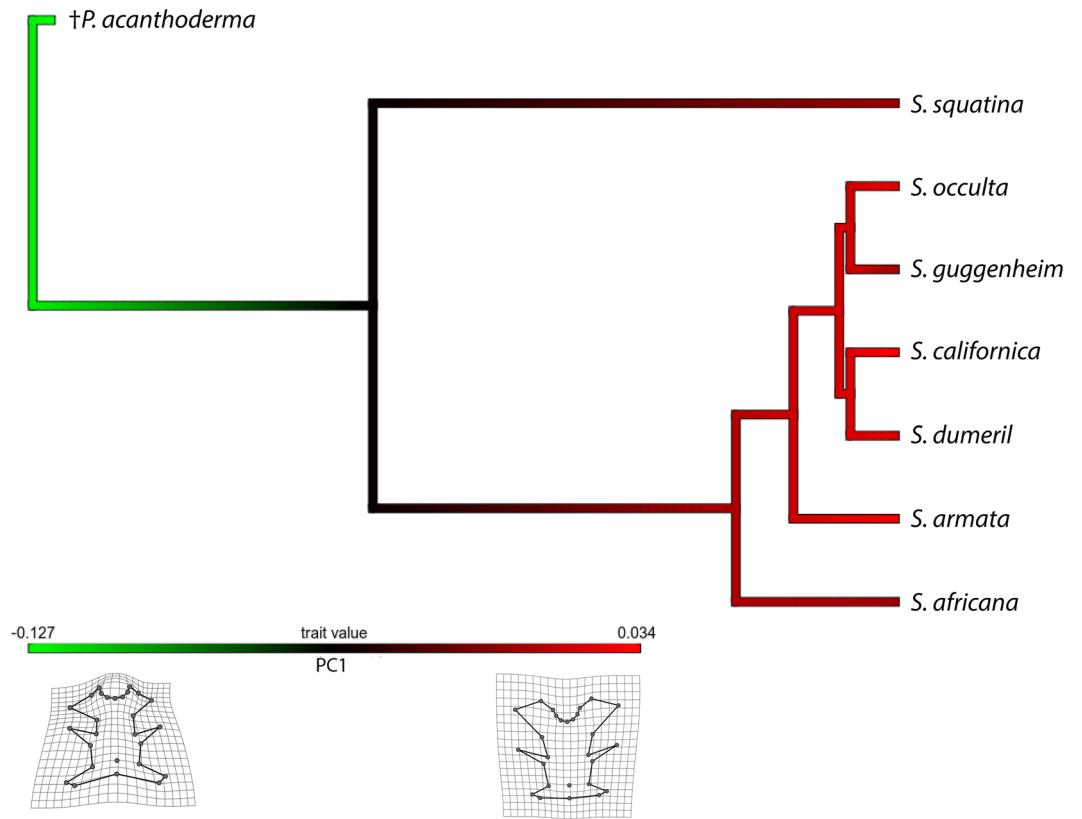 †P. acanthoderma
S. squatina
S. occulta
S. guggenheim
S. californica
S. dumeril
S. armata
S. africana
-0.127 trait value 0.034
PC1